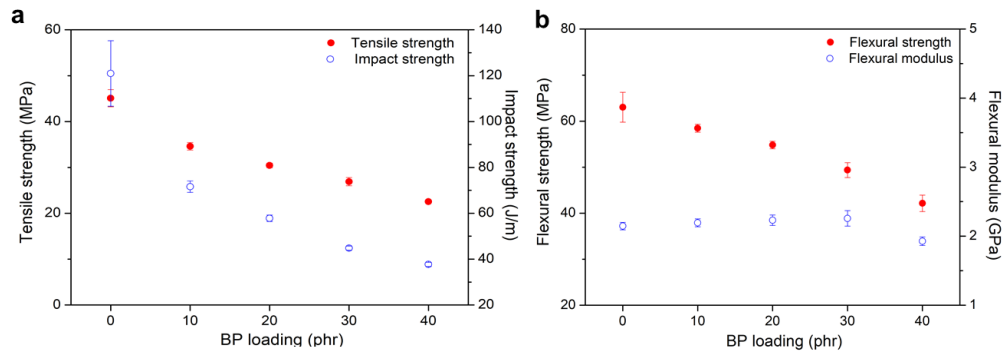 a
60
40
20
0
Tensile strength (MPa)
Tensile strength
Impact strength
140
120
100
80
60
40
20
Impact strength (J/m)
0 10 20 30 40
BP loading (phr)
b
80
60
40
20
Flexural strength (MPa)
Flexural strength
Flexural modulus
5
4
3
2
1
Flexural modulus (GPa)
0 10 20 30 40
BP loading (phr)